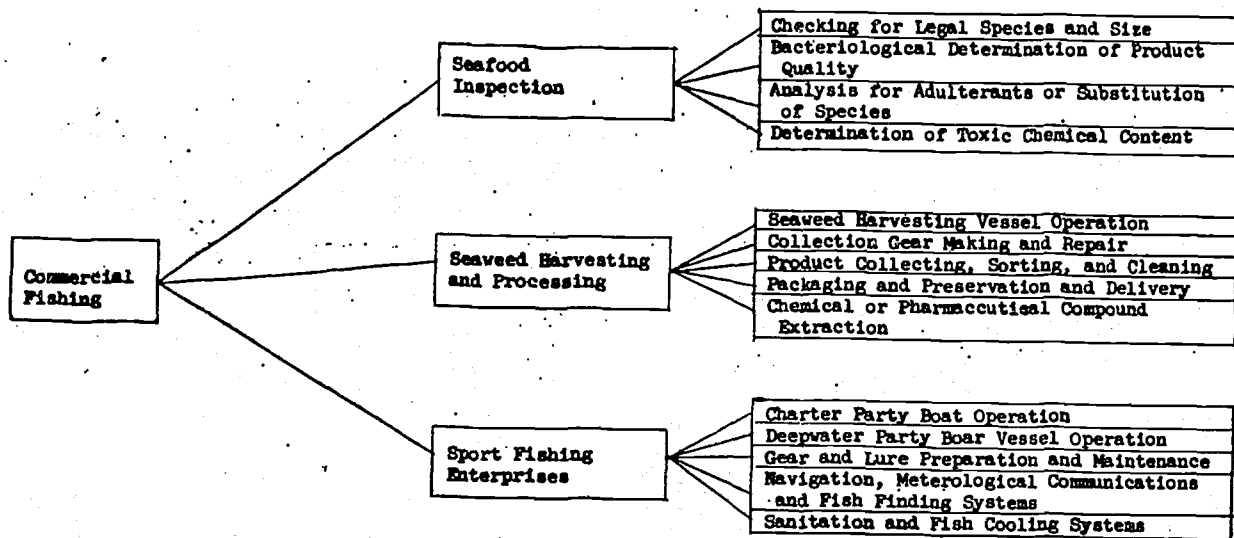 Commercial
Fishing
Seafood
Inspection
Checking for Legal Species and Size
Bacteriological Determination of Product
Quality
Analysis for Adulterants or Substitution
of Species
Determination of Toxic Chemical Content
Seaweed Harvesting
and Processing
Seaweed Harvesting Vessel Operation
Collection Gear Making and Repair
Product Collecting, Sorting, and Cleaning
Packaging and Preservation and Delivery
Chemical or Pharmaccutical Compound
Extraction
Sport Fishing
Enterprises
Charter Party Boat Operation
Deepwater Party Boar Vessel Operation
Gear and Lure Preparation and Maintenance
Navigation, Meterological Communications
and Fish Finding Systems
Sanitation and Fish Cooling Systems